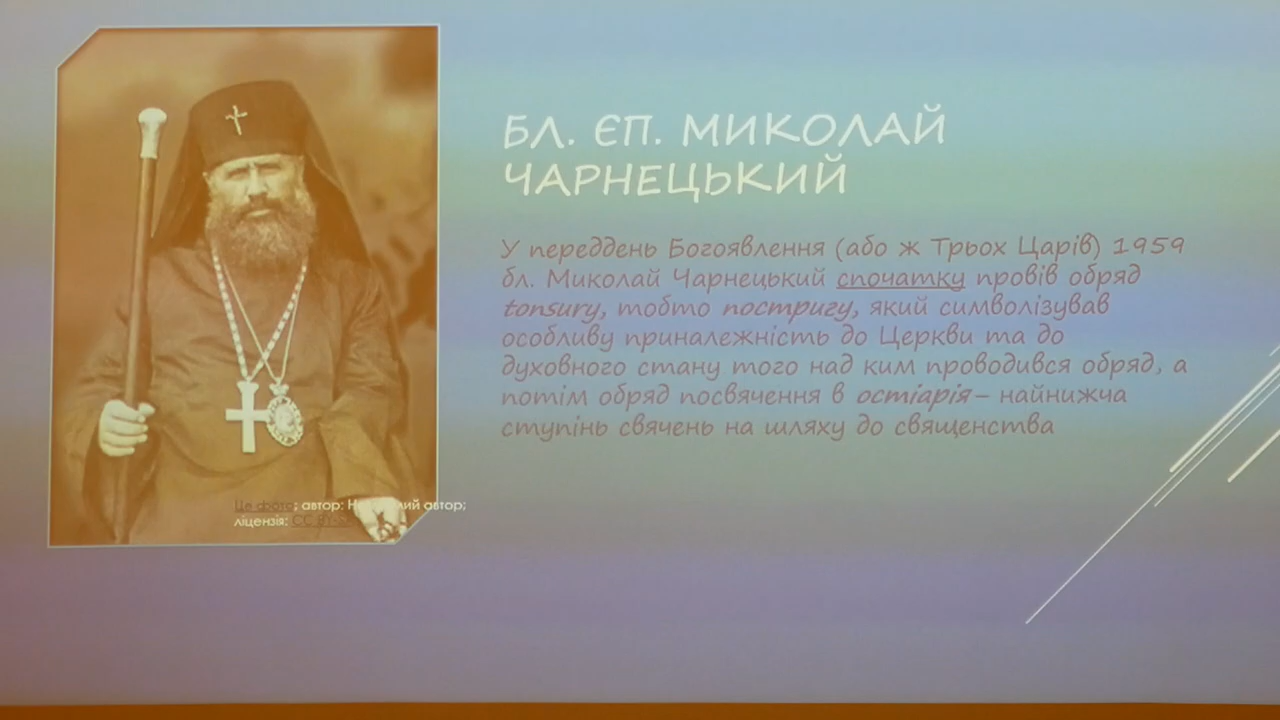 БЛ. ЄП. МИКОЛАЙ
ЧАРНЕЦЬКИЙ
У переддень Богоявлення (або ж Трьох Царів) 1959
бл. Миколай Чарнецький спочатку провів обряд
tonsury, тобто постригу, який символізував
особливу приналежність до Церкви та до
духовного стану того над ким проводився обряд, а
потім обряд посвячення в остіарія – найнижча
ступінь свячень на шляху до священства
Це фото; автор: автор;
ліцензія: CC